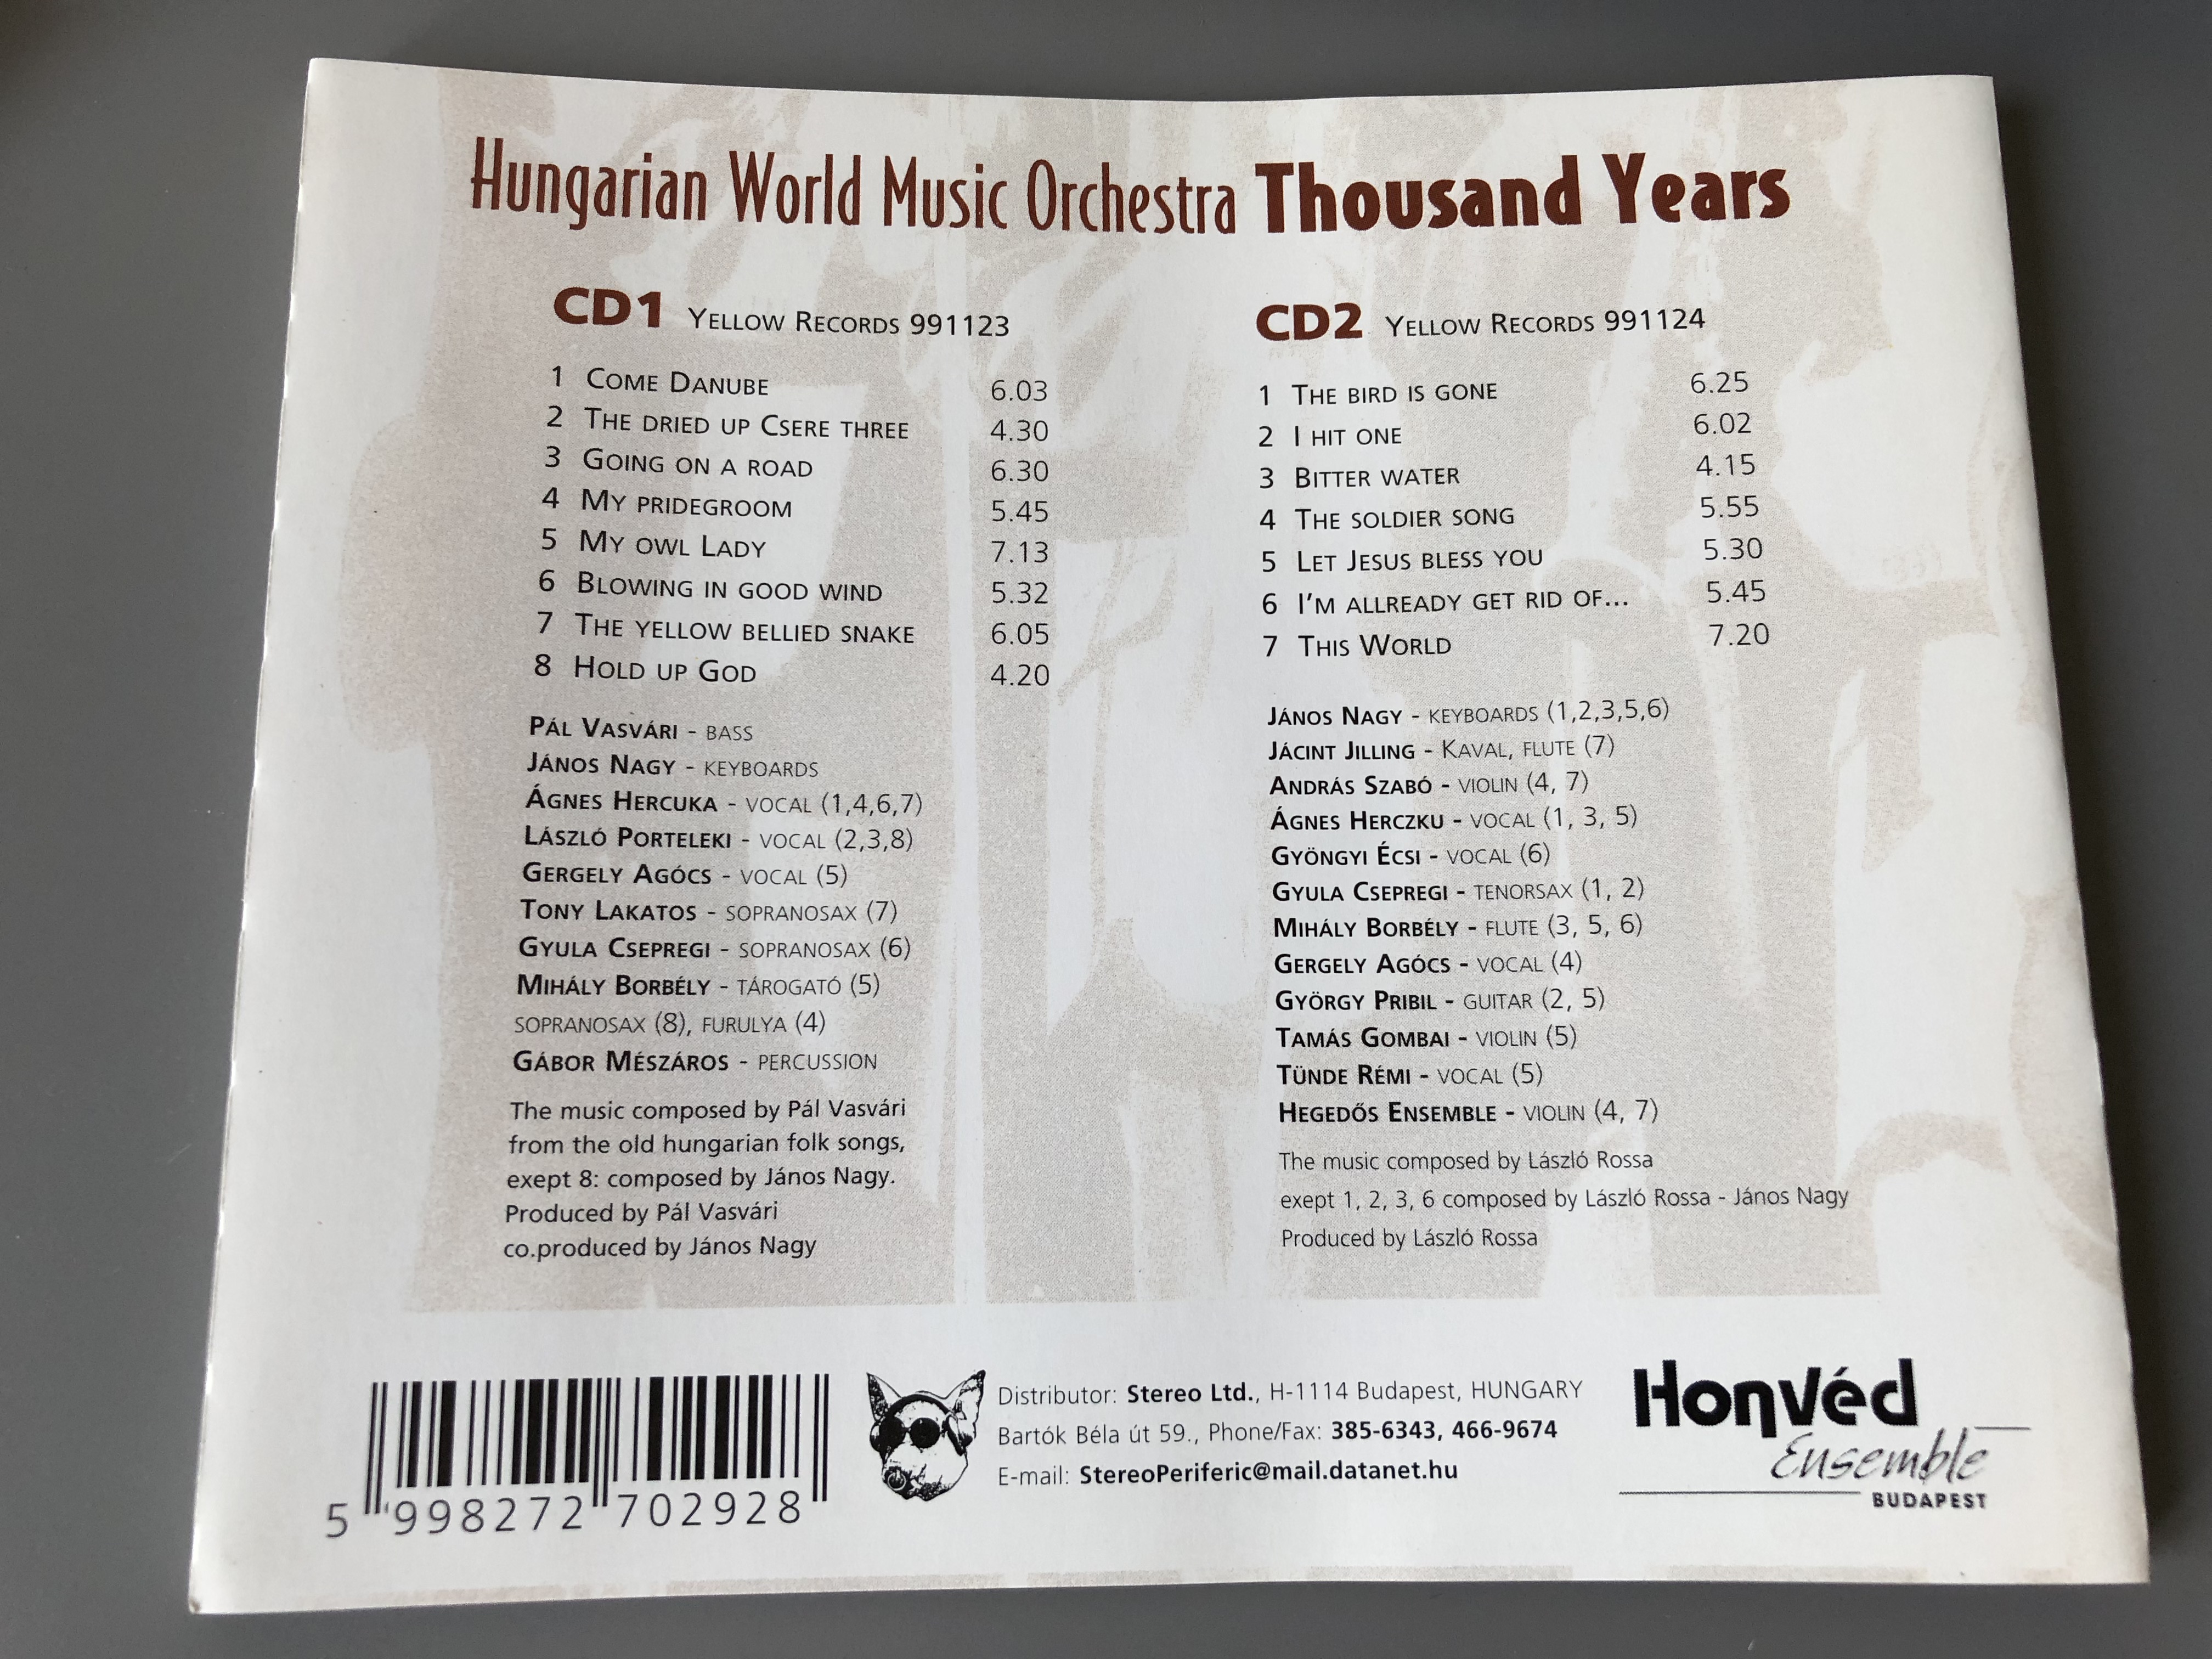 Hungarian World Music Orchestra Thousand Years
CD1 Yellow Records 991123
1 Come Danube 6.03
2 The dried up Csere three 4.30
3 Going on a road 6.30
4 My pridegroom 5.45
5 My owl Lady 7.13
6 Blowing in good wind 5.32
7 The yellow bellied snake 6.05
8 Hold up God 4.20
Pál Vasvári - bass
János Nagy - keyboards
Ágnes Hercuka - vocal (1,4,6,7)
László Porteleki - vocal (2,3,8)
Gergely Agócs - vocal (5)
Tony Lakatos - sopranosax (7)
Gyula Csepregi - sopranosax (6)
Mihály Borbély - tárogató (5)
sopranosax (8), furulya (4)
Gábor Mészáros - percussion
The music composed by Pál Vasvári
from the old hungarian folk songs,
exept 8: composed by János Nagy.
Produced by Pál Vasvári
co.produced by János Nagy
CD2 Yellow Records 991124
1 The bird is gone 6.25
2 I hit one 6.02
3 Bitter water 4.15
4 The soldier song 5.55
5 Let Jesus bless you 5.30
6 I'm allready get rid of... 5.45
7 This World 7.20
János Nagy - keyboards (1,2,3,5,6)
Jácint Jilling - Kaval, flute (7)
András Szabó - violin (4, 7)
Ágnes Herczku - vocal (1, 3, 5)
Gyöngyi Écsi - vocal (6)
Gyula Csepregi - tenorsax (1, 2)
Mihály Borbély - flute (3, 5, 6)
Gergely Agócs - vocal (4)
György Pribil - guitar (2, 5)
Tamás Gombai - violin (5)
Tünde Rémi - vocal (5)
Hegedős Ensemble - violin (4, 7)
The music composed by László Rossa
exept 1, 2, 3, 6 composed by László Rossa - János Nagy
Produced by László Rossa
5 998272 702928
Distributor: Stereo Ltd., H-1114 Budapest, HUNGARY
Bartók Béla út 59., Phone/Fax: 385-6343, 466-9674
E-mail: StereoPeriferic@mail.datanet.hu
Honvéd
Ensemble
BUDAPEST